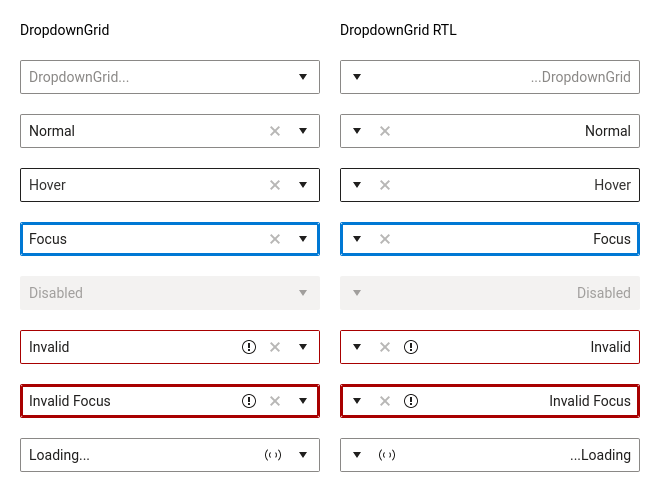 DropdownGrid
DropdownGrid...
Normal
Hover
Focus
Disabled
Invalid
Invalid Focus
Loading...
DropdownGrid RTL
...DropdownGrid
Normal
Hover
Focus
Disabled
Invalid
Invalid Focus
...Loading